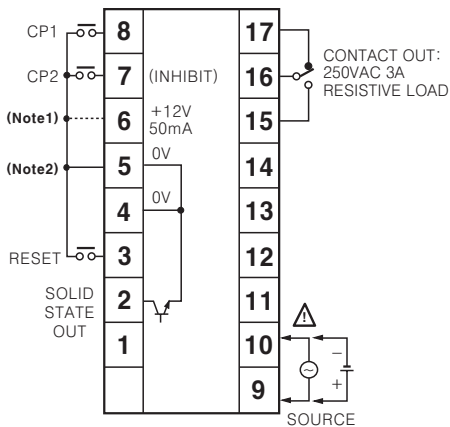 CP1
8
17
CP2
7
(INHIBIT)
16
CONTACT OUT:
250VAC 3A
RESISTIVE LOAD
(Note1)
6
+12V
50mA
15
(Note2)
5
0V
14
4
0V
13
RESET
3
12
SOLID
STATE
OUT
2
11
1
10
9
SOURCE